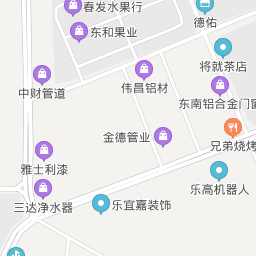 春发水果行
德佑
东和果业
将就茶店
中财管道
伟昌铝材
东南铝合金门窗
金德管业
兄弟烧烤
雅士利漆
乐高机器人
三达净水器
乐宜嘉装饰